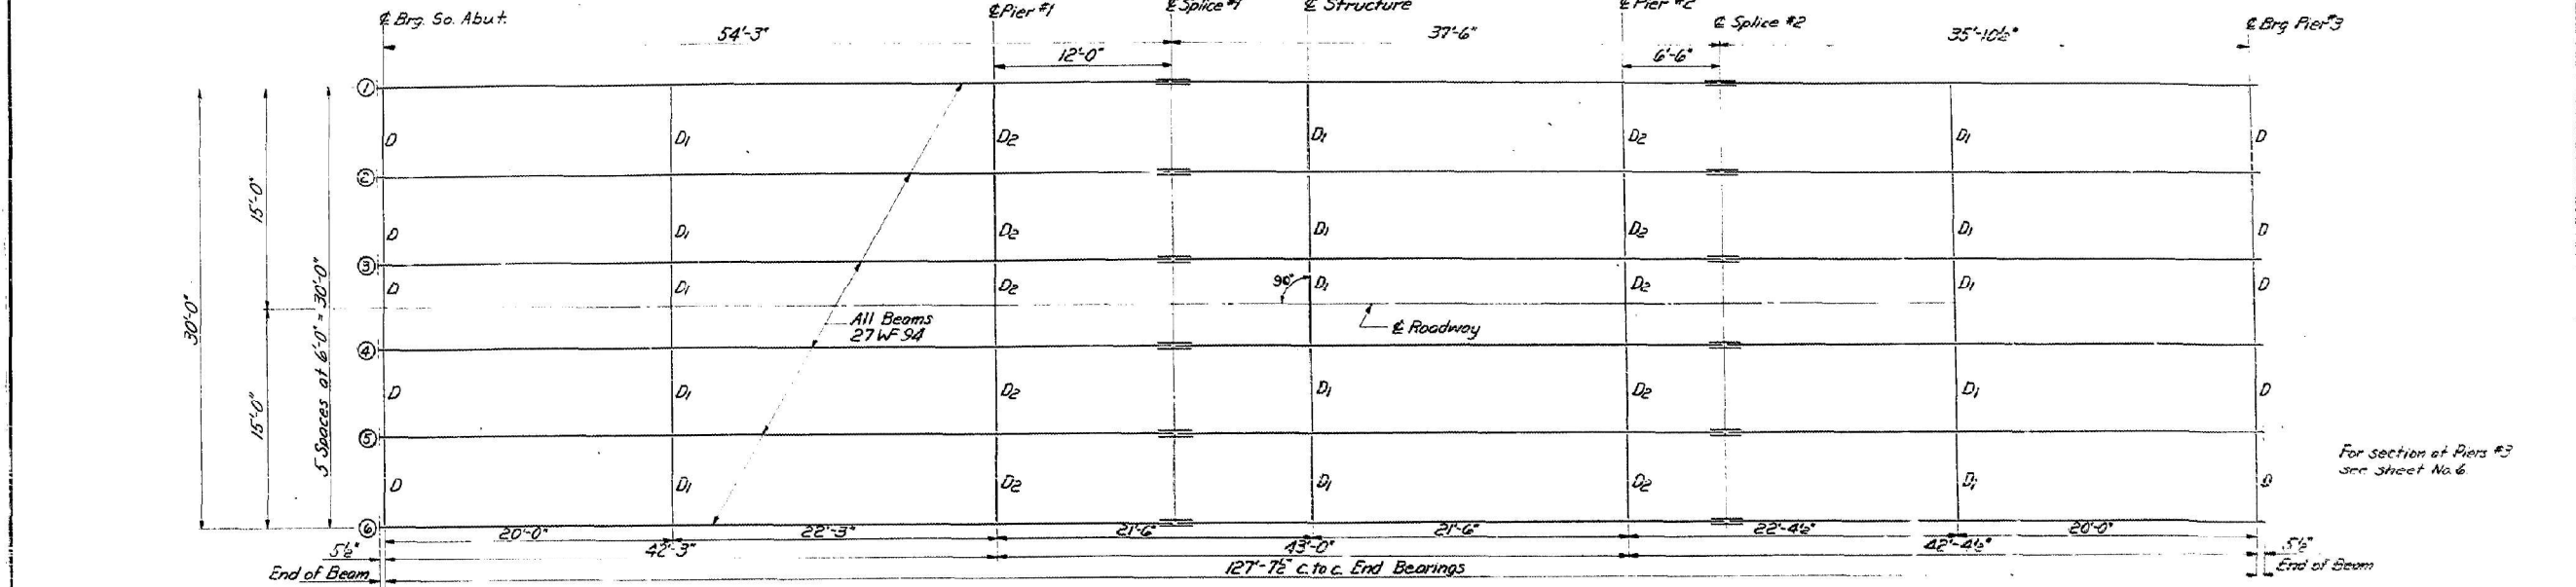 ℄ Brg. So. Abut.
℄ Pier #1
℄ Splice #1
℄ Structure
℄ Pier #2
℄ Splice #2
℄ Brg Pier #3
54'-3"
37'-6"
35'-10½"
12'-0"
6'-6"
①
D D1 D2 D1 D2 D1 D
②
D D1 D2 D1 D2 D1 D
③
D D1 D2 90° D1 D2 D1 D
All Beams
27 WF 94
℄ Roadway
④
D D1 D2 D1 D2 D1 D
⑤
D D1 D2 D1 D2 D1 D
⑥
30'-0"
15'-0"
15'-0"
5 Spaces at 6'-0" = 30'-0"
For section at Piers #3
see sheet No. 6
20'-0" 22'-3" 21'-6" 21'-6" 22'-4½" 20'-0"
5½" 42'-3" 43'-0" 42'-4½" 5½"
End of Beam 127'-7½" c. to c. End Bearings End of Beam